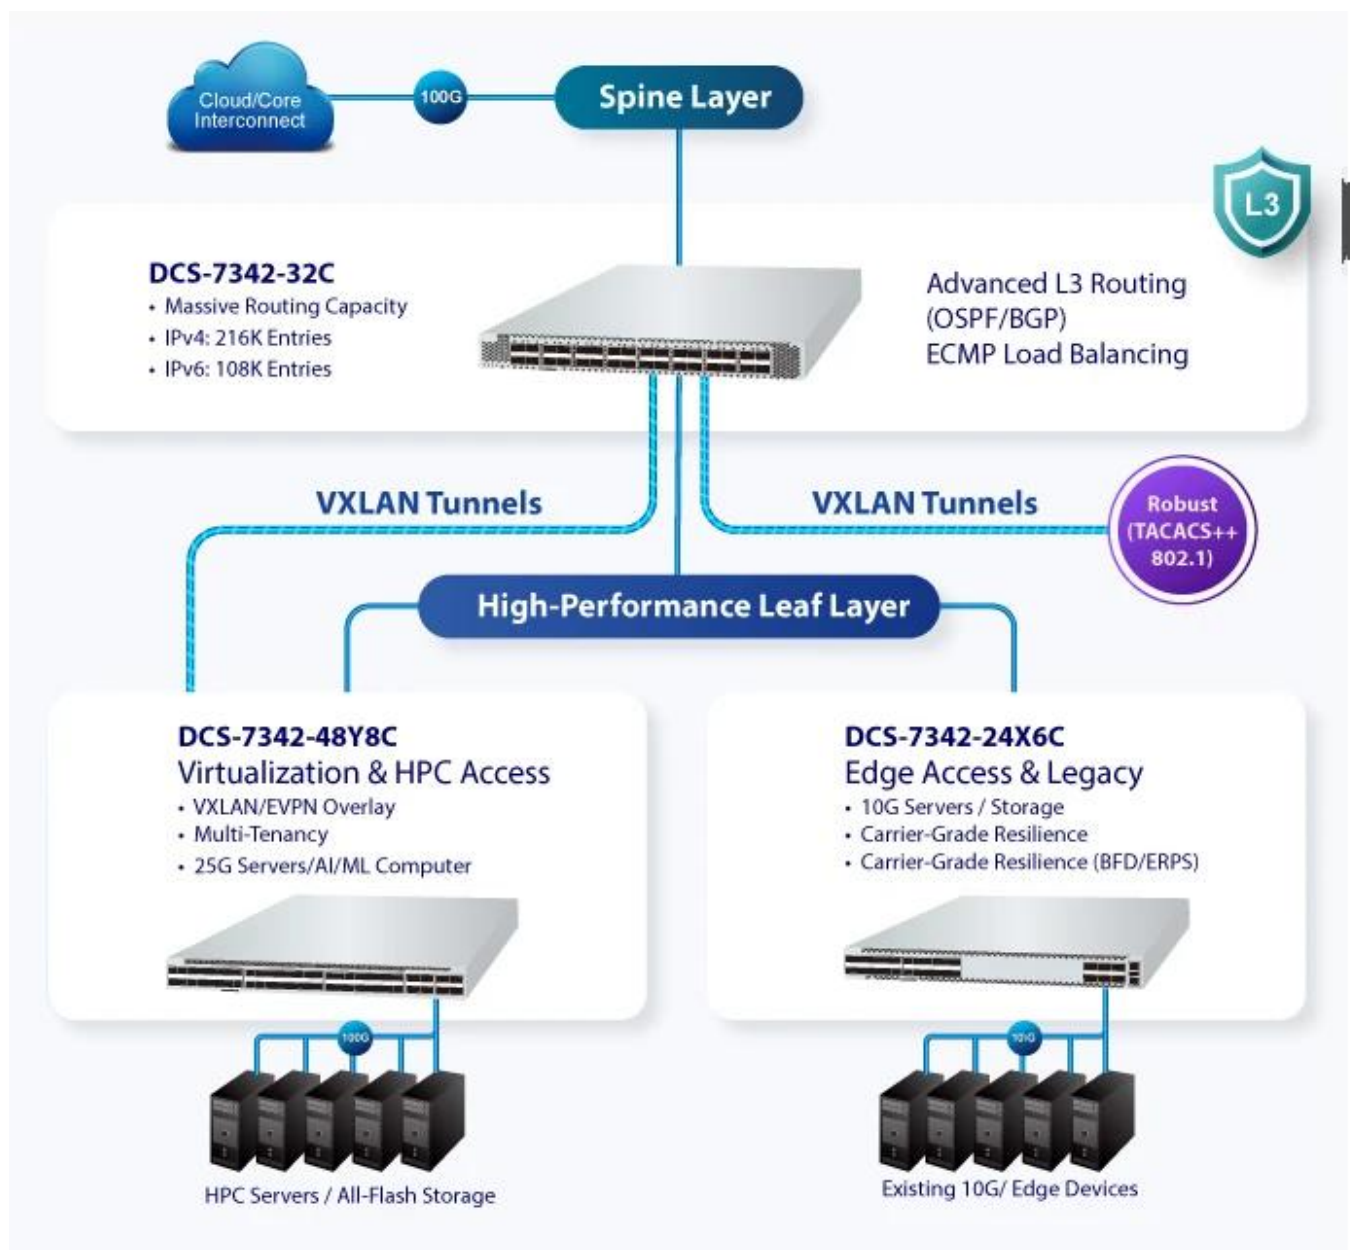 Cloud/Core
Interconnect
100G
Spine Layer
L3
DCS-7342-32C
• Massive Routing Capacity
• IPv4: 216K Entries
• IPv6: 108K Entries
Advanced L3 Routing
(OSPF/BGP)
ECMP Load Balancing
VXLAN Tunnels
VXLAN Tunnels
Robust
(TACACS++
802.1)
High-Performance Leaf Layer
DCS-7342-48Y8C
Virtualization & HPC Access
• VXLAN/EVPN Overlay
• Multi-Tenancy
• 25G Servers/AI/ML Computer
DCS-7342-24X6C
Edge Access & Legacy
• 10G Servers / Storage
• Carrier-Grade Resilience
• Carrier-Grade Resilience (BFD/ERPS)
100G
HPC Servers / All-Flash Storage
Existing 10G/ Edge Devices